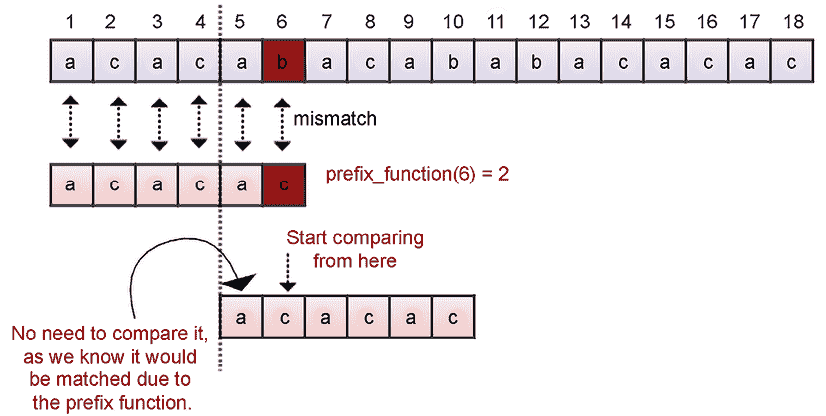 1 2 3 4 5 6 7 8 9 10 11 12 13 14 15 16 17 18
a c a c a b a c a b a b a c a c a c
mismatch
a c a c a c
prefix_function(6) = 2
Start comparing
from here
a c a c a c
No need to compare it,
as we know it would
be matched due to
the prefix function.